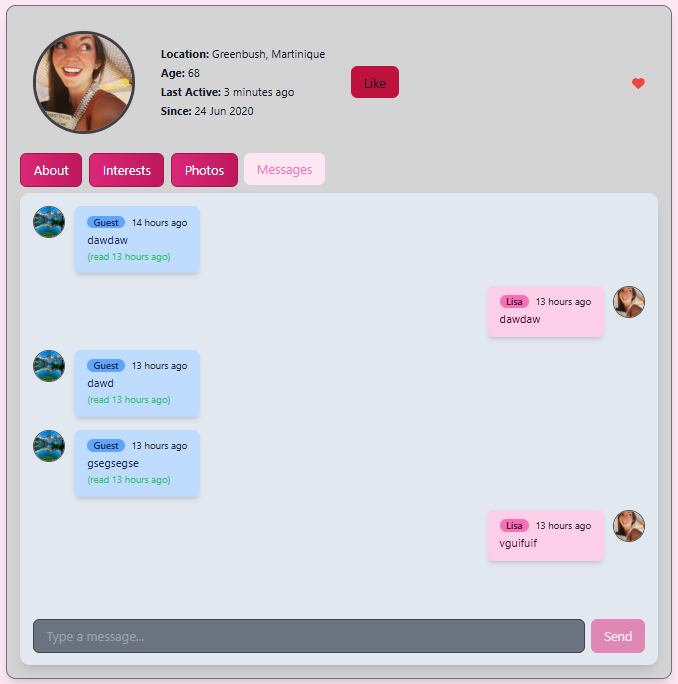 Location: Greenbush, Martinique
Age: 68
Last Active: 3 minutes ago
Since: 24 Jun 2020
Like
About
Interests
Photos
Messages
Guest 14 hours ago
dawdaw
(read 13 hours ago)
Lisa 13 hours ago
dawdaw
Guest 13 hours ago
dawd
(read 13 hours ago)
Guest 13 hours ago
gsegsegse
(read 13 hours ago)
Lisa 13 hours ago
vguifuif
Type a message...
Send